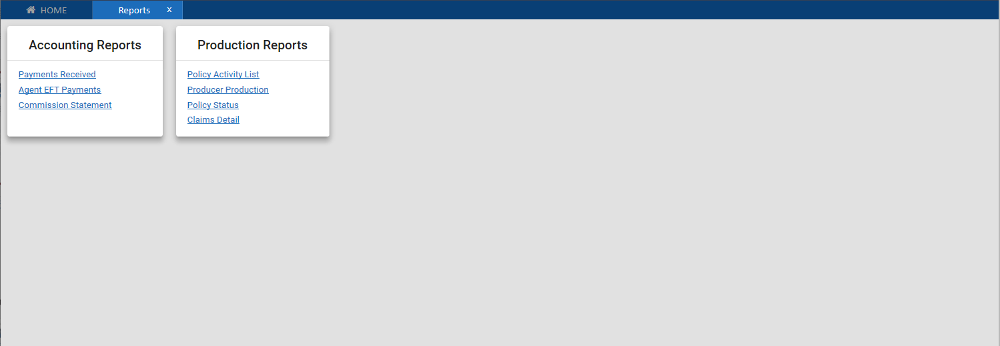 HOME
Reports x
Accounting Reports
Payments Received
Agent EFT Payments
Commission Statement
Production Reports
Policy Activity List
Producer Production
Policy Status
Claims Detail